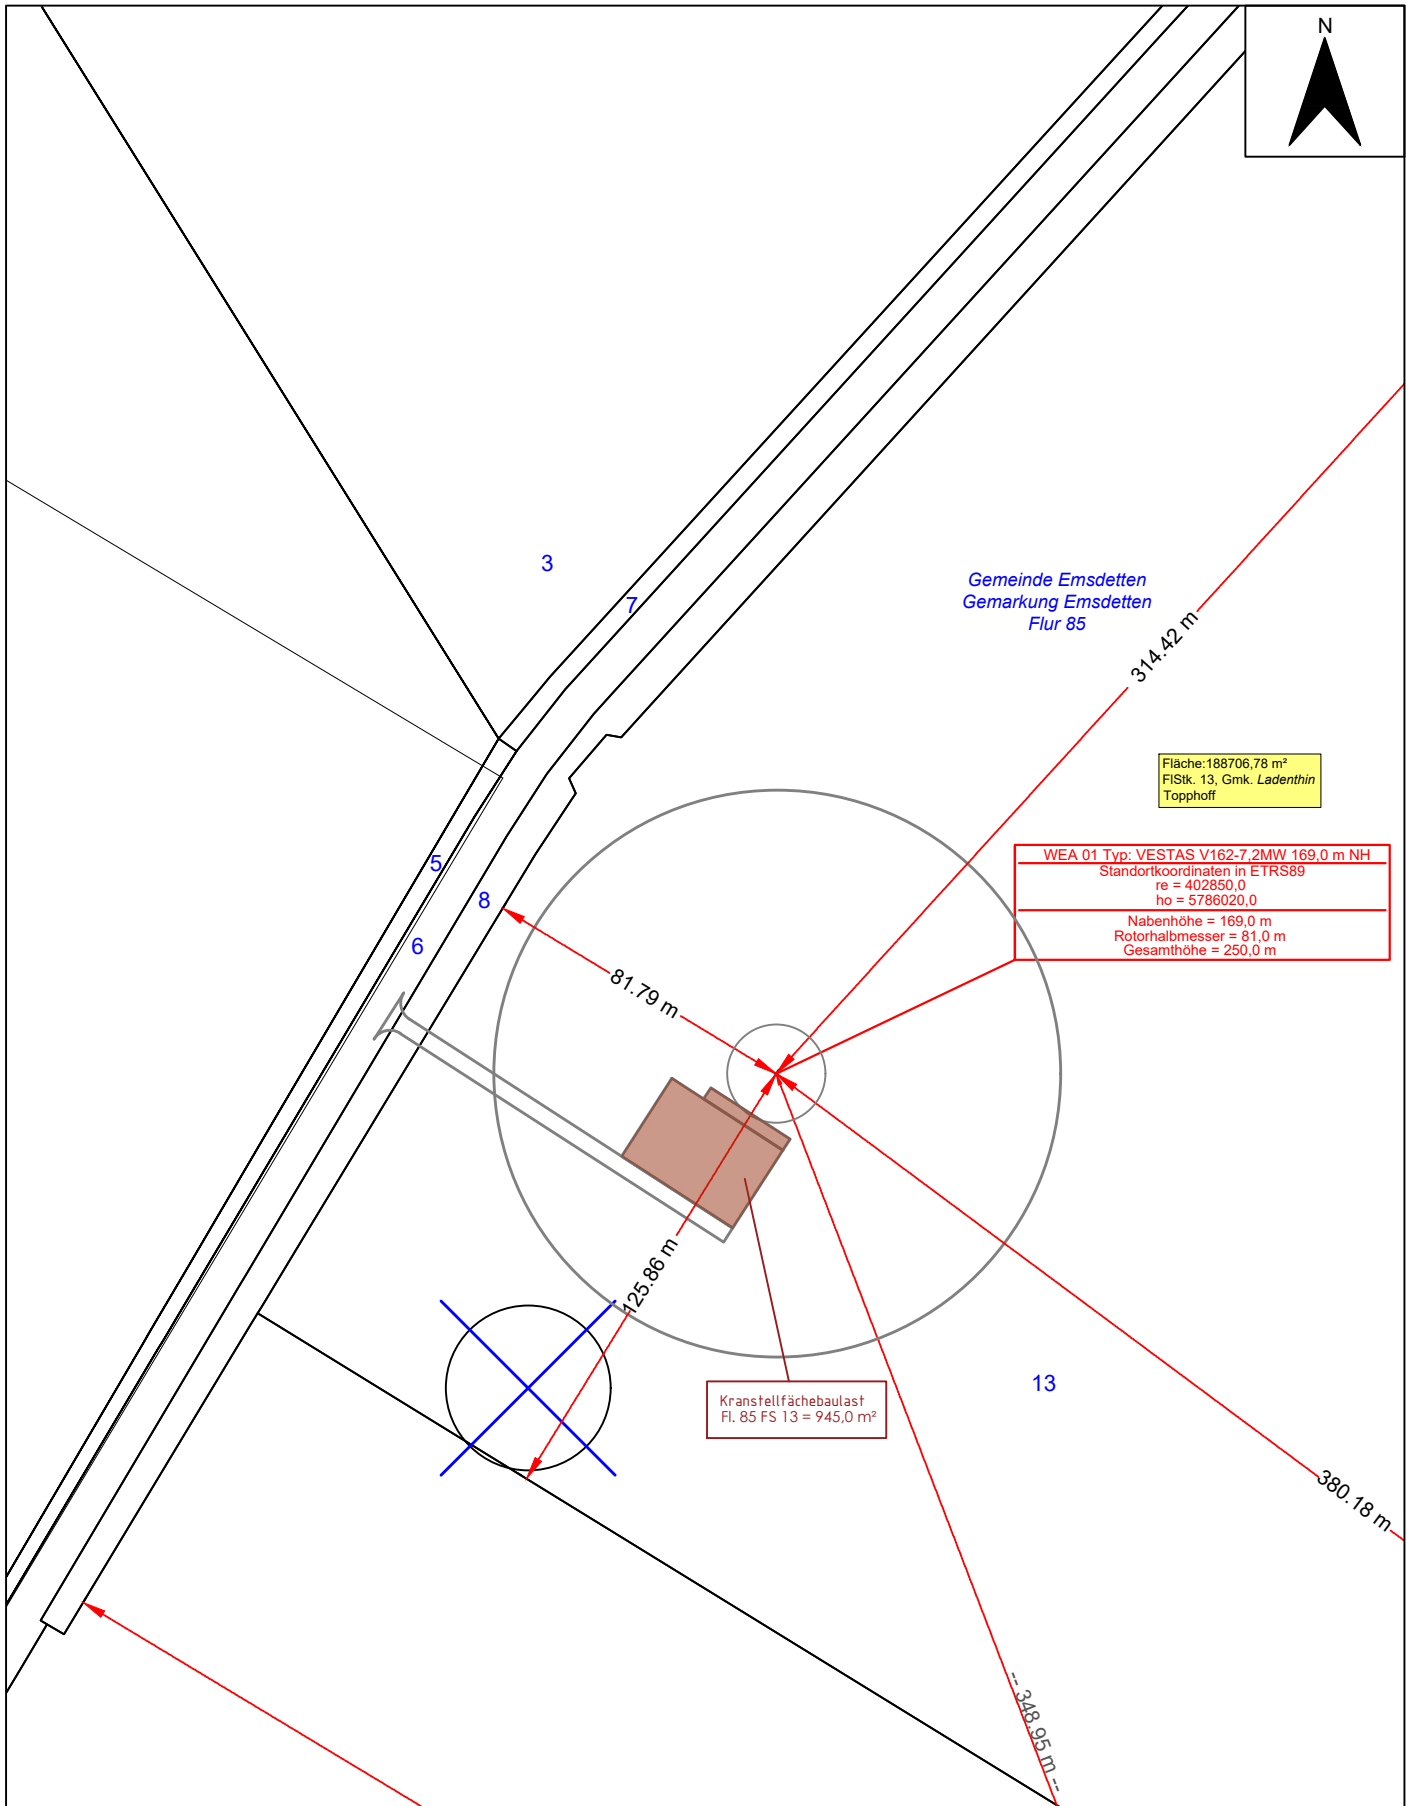 N
3
7
Gemeinde Emsdetten
Gemarkung Emsdetten
Flur 85
314.42 m
Fläche:188706,78 m²
FlStk. 13, Gmk. Ladenthin
Topphoff
WEA 01 Typ: VESTAS V162-7,2MW 169,0 m NH
Standortkoordinaten in ETRS89
re = 402850,0
ho = 5786020,0
Nabenhöhe = 169,0 m
Rotorhalbmesser = 81,0 m
Gesamthöhe = 250,0 m
5
8
6
81.79 m
125.86 m
Kranstellfächebaulast
Fl. 85 FS 13 = 945,0 m²
13
380.18 m
-- 348.95 m --